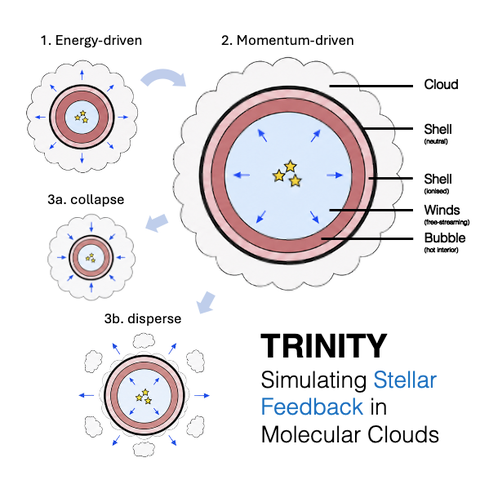 1. Energy-driven
2. Momentum-driven
Cloud
Shell
(neutral)
Shell
(ionised)
Winds
(free-streaming)
Bubble
(hot interior)
3a. collapse
3b. disperse
TRINITY
Simulating Stellar
Feedback in
Molecular Clouds